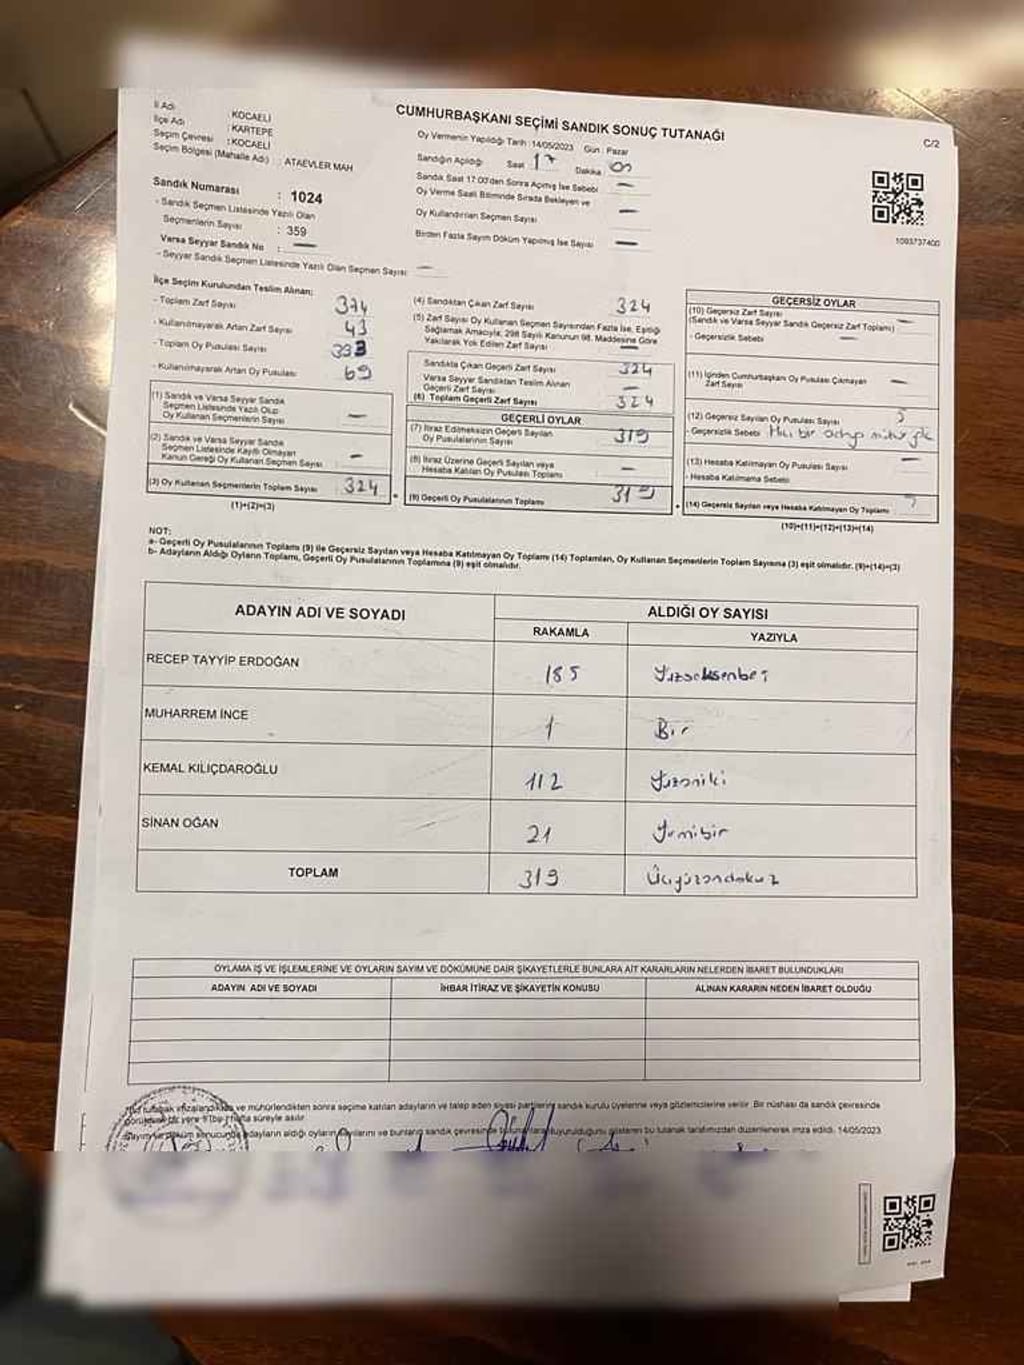 CUMHURBAŞKANI SEÇİMİ SANDIK SONUÇ TUTANAĞI
C/2
İl Adı : KOCAELİ
İlçe Adı : KARTEPE
Seçim Çevresi : KOCAELİ
Seçim Bölgesi (Mahalle Adı) : ATAEVLER MAH
Sandık Numarası : 1024
- Sandık Seçmen Listesinde Yazılı Olan
Seçmenlerin Sayısı : 359
Varsa Seyyar Sandık No : —
- Seyyar Sandık Seçmen Listesinde Yazılı Olan Seçmen Sayısı —
Oy Vermenin Yapıldığı Tarih :14/05/2023 Gün : Pazar
Sandığın Açıldığı Saat 17 Dakika 00
Sandık Saat 17:00'den Sonra Açımış İse Sebebi —
Oy Verme Saati Bitiminde Sırada Bekleyen ve
Oy Kullandırılan Seçmen Sayısı —
Birden Fazla Sayım Döküm Yapılmış İse Sayısı —
1093737400
İlçe Seçim Kurulundan Teslim Alınan;
- Toplam Zarf Sayısı 374
- Kullanılmayarak Artan Zarf Sayısı 43
- Toplam Oy Pusulası Sayısı 393
- Kullanılmayarak Artan Oy Pusulası 69
(1) Sandık ve Varsa Seyyar Sandık
Seçmen Listesinde Yazılı Olup
Oy Kullanan Seçmenlerin Sayısı —
(2) Sandık ve Varsa Seyyar Sandık
Seçmen Listesinde Kayıtlı Olmayan
Kanun Gereği Oy Kullanan Seçmen Sayısı —
(3) Oy Kullanan Seçmenlerin Toplam Sayısı 324
(1)+(2)=(3)
(4) Sandıktan Çıkan Zarf Sayısı 324
(5) Zarf Sayısı Oy Kullanan Seçmen Sayısından Fazla İse, Eşitliği
Sağlamak Amacıyla, 298 Sayılı Kanunun 98. Maddesine Göre
Yakılarak Yok Edilen Zarf Sayısı —
Sandıkta Çıkan Geçerli Zarf Sayısı 324
Varsa Seyyar Sandıktan Teslim Alınan
Geçerli Zarf Sayısı —
(6) Toplam Geçerli Zarf Sayısı 324
GEÇERLİ OYLAR
(7) İtiraz Edilmeksizin Geçerli Sayılan
Oy Pusulalarının Sayısı 319
(8) İtiraz Üzerine Geçerli Sayılan veya
Hesaba Katılan Oy Pusulası Toplamı —
(9) Geçerli Oy Pusulalarının Toplamı 319
GEÇERSİZ OYLAR
(10) Geçersiz Zarf Sayısı
(Sandık ve Varsa Seyyar Sandık Geçersiz Zarf Toplamı) —
- Geçersizlik Sebebi —
(11) İçinden Cumhurbaşkanı Oy Pusulası Çıkmayan
Zarf Sayısı —
(12) Geçersiz Sayılan Oy Pusulası Sayısı 5
- Geçersizlik Sebebi
(13) Hesaba Katılmayan Oy Pusulası Sayısı —
- Hesaba Katılmama Sebebi
(14) Geçersiz Sayılan veya Hesaba Katılmayan Oy Toplamı
(10)+(11)+(12)+(13)=(14)
NOT:
a- Geçerli Oy Pusulalarının Toplamı (9) ile Geçersiz Sayılan veya Hesaba Katılmayan Oy Toplamı (14) Toplamları, Oy Kullanan Seçmenlerin Toplam Sayısına (3) eşit olmalıdır. (9)+(14)=(3)
b- Adayların Aldığı Oyların Toplamı, Geçerli Oy Pusulalarının Toplamına (9) eşit olmalıdır.
ADAYIN ADI VE SOYADI
ALDIĞI OY SAYISI
RAKAMLA YAZIYLA
RECEP TAYYİP ERDOĞAN 185 Yüzseksenbeş
MUHARREM İNCE 1 Bir
KEMAL KILIÇDAROĞLU 112 Yüzoniki
SİNAN OĞAN 21 Yirmibir
TOPLAM 319 Üçyüzondokuz
OYLAMA İŞ VE İŞLEMLERİNE VE OYLARIN SAYIM VE DÖKÜMÜNE DAİR ŞİKAYETLERLE BUNLARA AİT KARARLARIN NELERDEN İBARET BULUNDUKLARI
ADAYIN ADI VE SOYADI İHBAR İTİRAZ VE ŞİKAYETİN KONUSU ALINAN KARARIN NEDEN İBARET OLDUĞU
ve mühürlendikten sonra seçime katılan adayların ve talep eden siyasi partilerin sandık kurulu üyelerine veya gözlemcilerine verilir. Bir nüshası da sandık çevresinde
süreyle asılır.
adayların aldığı oyların sandık çevresinde bu tutanak tarafımızdan düzenlenerek imza edildi. 14/05/2023